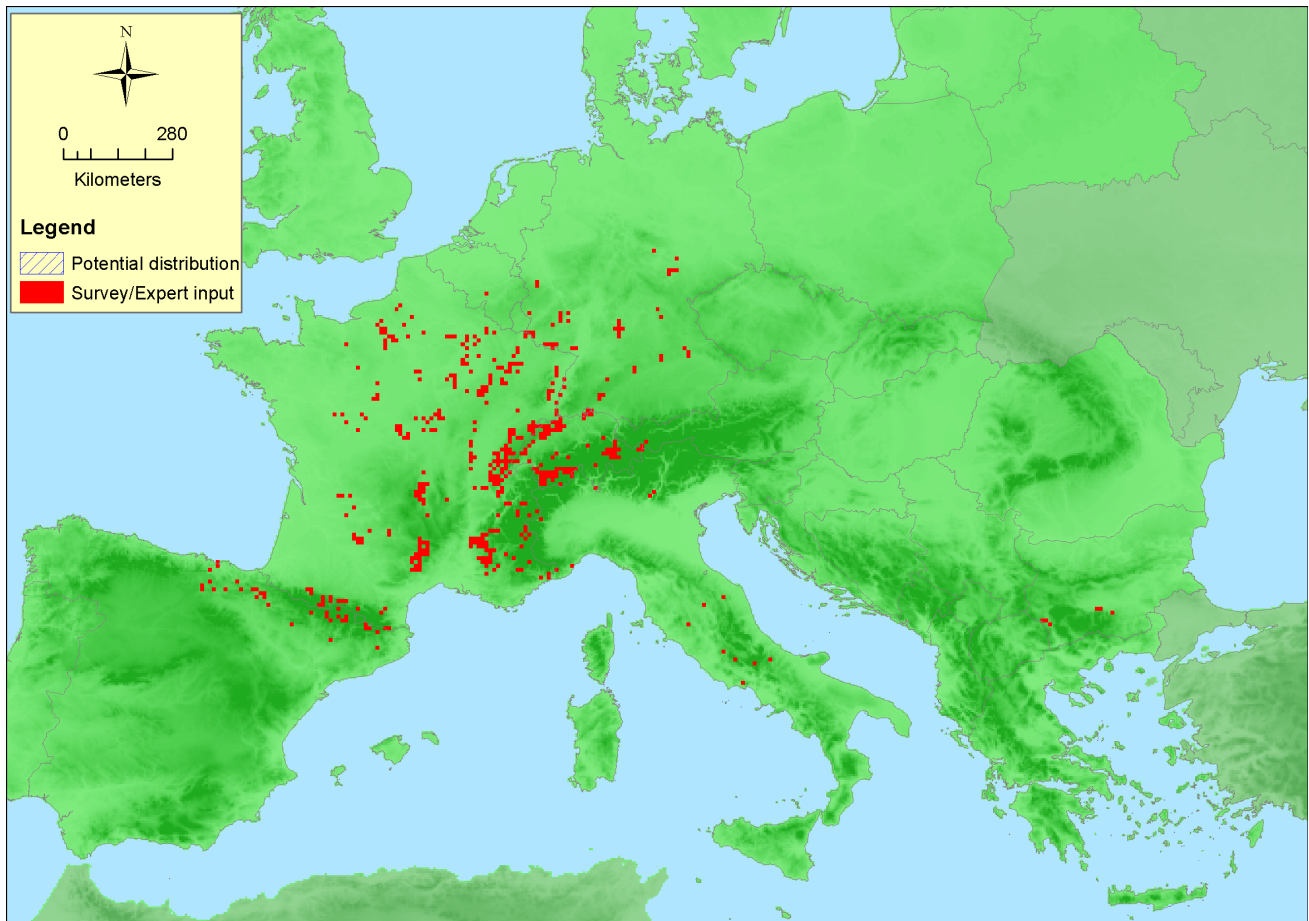 N
0 280
Kilometers
Legend
Potential distribution
Survey/Expert input